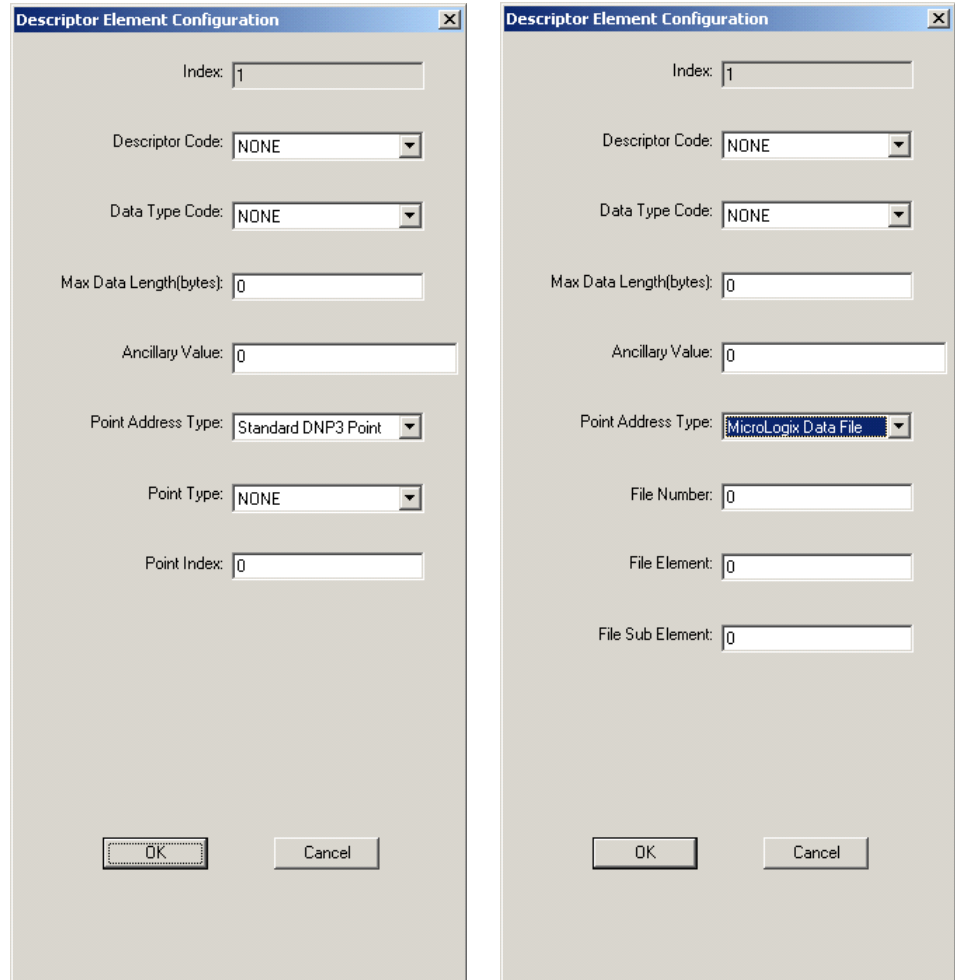 Descriptor Element Configuration
Index: 1
Descriptor Code: NONE
Data Type Code: NONE
Max Data Length(bytes): 0
Ancillary Value: 0
Point Address Type: Standard DNP3 Point
Point Type: NONE
Point Index: 0
OK Cancel
Descriptor Element Configuration
Index: 1
Descriptor Code: NONE
Data Type Code: NONE
Max Data Length(bytes): 0
Ancillary Value: 0
Point Address Type: MicroLogix Data File
File Number: 0
File Element: 0
File Sub Element: 0
OK Cancel